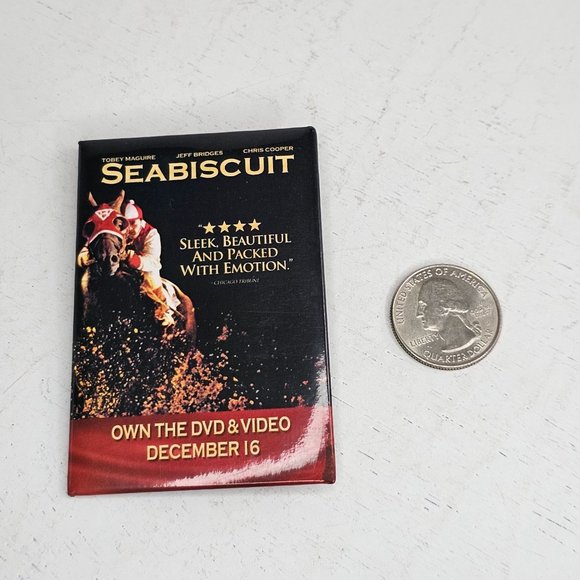 TOBEY MAGUIRE JEFF BRIDGES CHRIS COOPER
SEABISCUIT
"★★★★
SLEEK, BEAUTIFUL
AND PACKED
WITH EMOTION."
- CHICAGO TRIBUNE
OWN THE DVD & VIDEO
DECEMBER 16
UNITED STATES OF AMERICA
LIBERTY
QUARTER DOLLAR